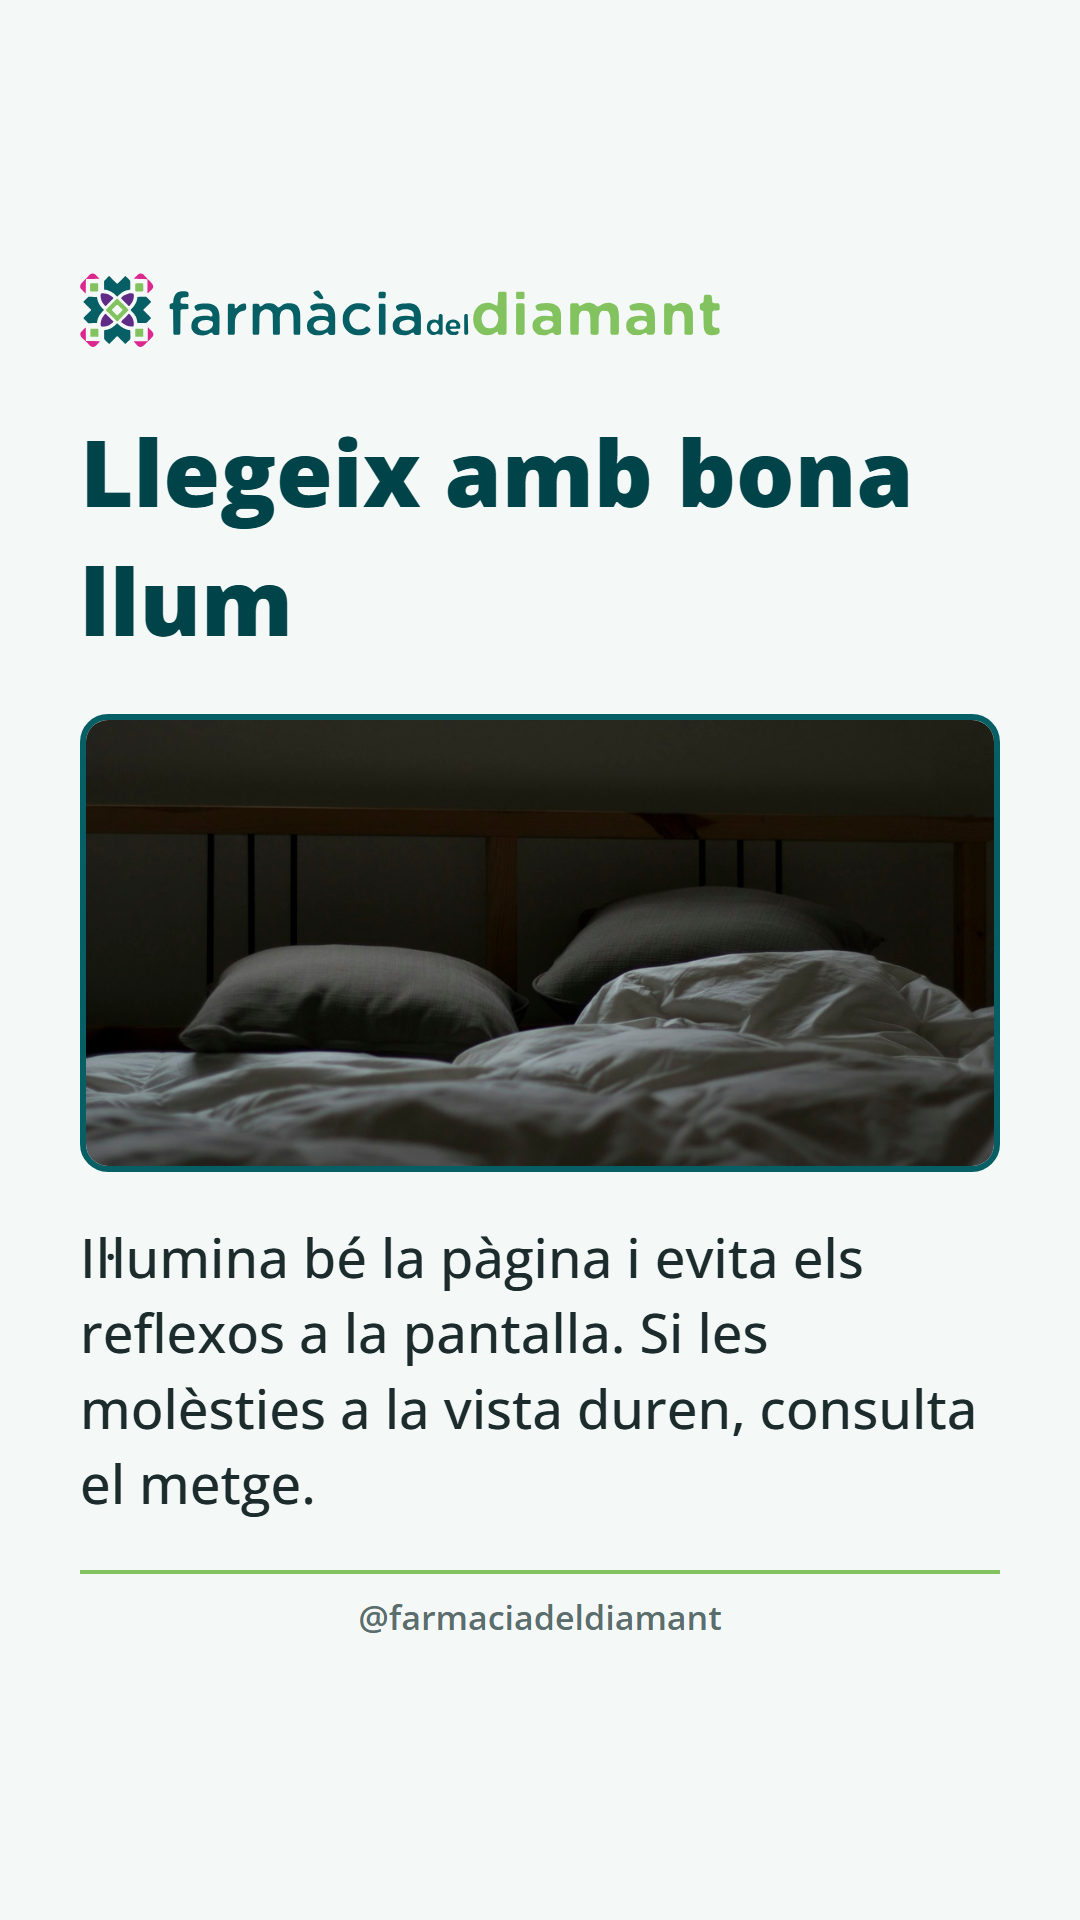 farmàciadeldiamant
Llegeix amb bona
llum
Il·lumina bé la pàgina i evita els
reflexos a la pantalla. Si les
molèsties a la vista duren, consulta
el metge.
@farmaciadeldiamant